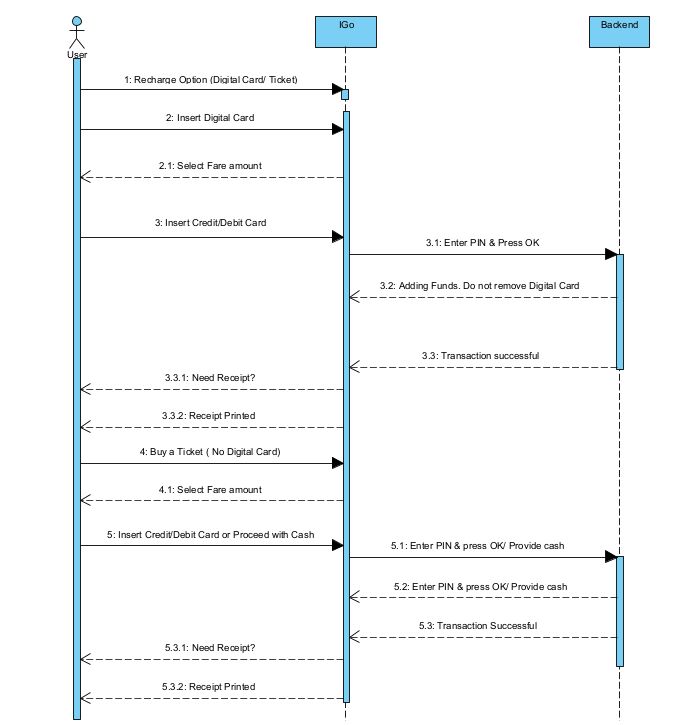 IGo
Backend
User
1: Recharge Option (Digital Card/ Ticket)
2: Insert Digital Card
2.1: Select Fare amount
3: Insert Credit/Debit Card
3.1: Enter PIN & Press OK
3.2: Adding Funds. Do not remove Digital Card
3.3: Transaction successful
3.3.1: Need Receipt?
3.3.2: Receipt Printed
4: Buy a Ticket ( No Digital Card)
4.1: Select Fare amount
5: Insert Credit/Debit Card or Proceed with Cash
5.1: Enter PIN & press OK/ Provide cash
5.2: Enter PIN & press OK/ Provide cash
5.3: Transaction Successful
5.3.1: Need Receipt?
5.3.2: Receipt Printed